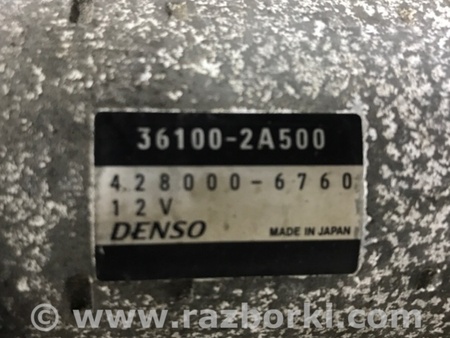 36100-2A500
428000-6760
12V
DENSO MADE IN JAPAN
© www.razborki.com